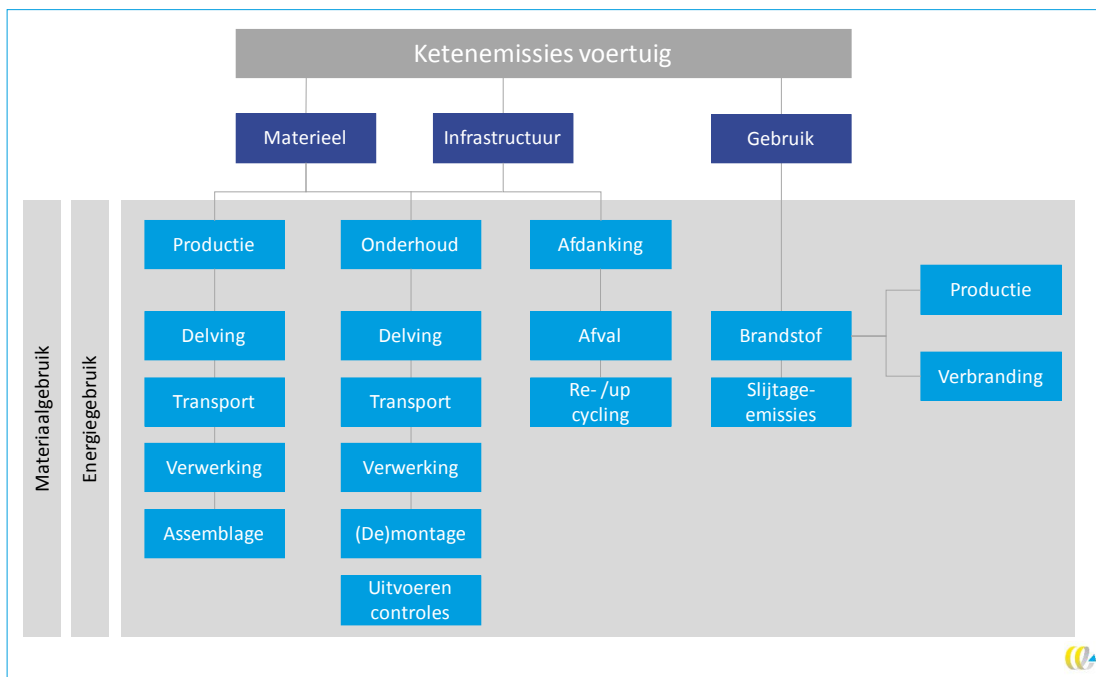 Ketenemissies voertuig
Materieel
Infrastructuur
Gebruik
Materiaalgebruik
Energiegebruik
Productie
Onderhoud
Afdanking
Productie
Delving
Delving
Afval
Brandstof
Verbranding
Transport
Transport
Re- /up
cycling
Slijtage-
emissies
Verwerking
Verwerking
Assemblage
(De)montage
Uitvoeren
controles